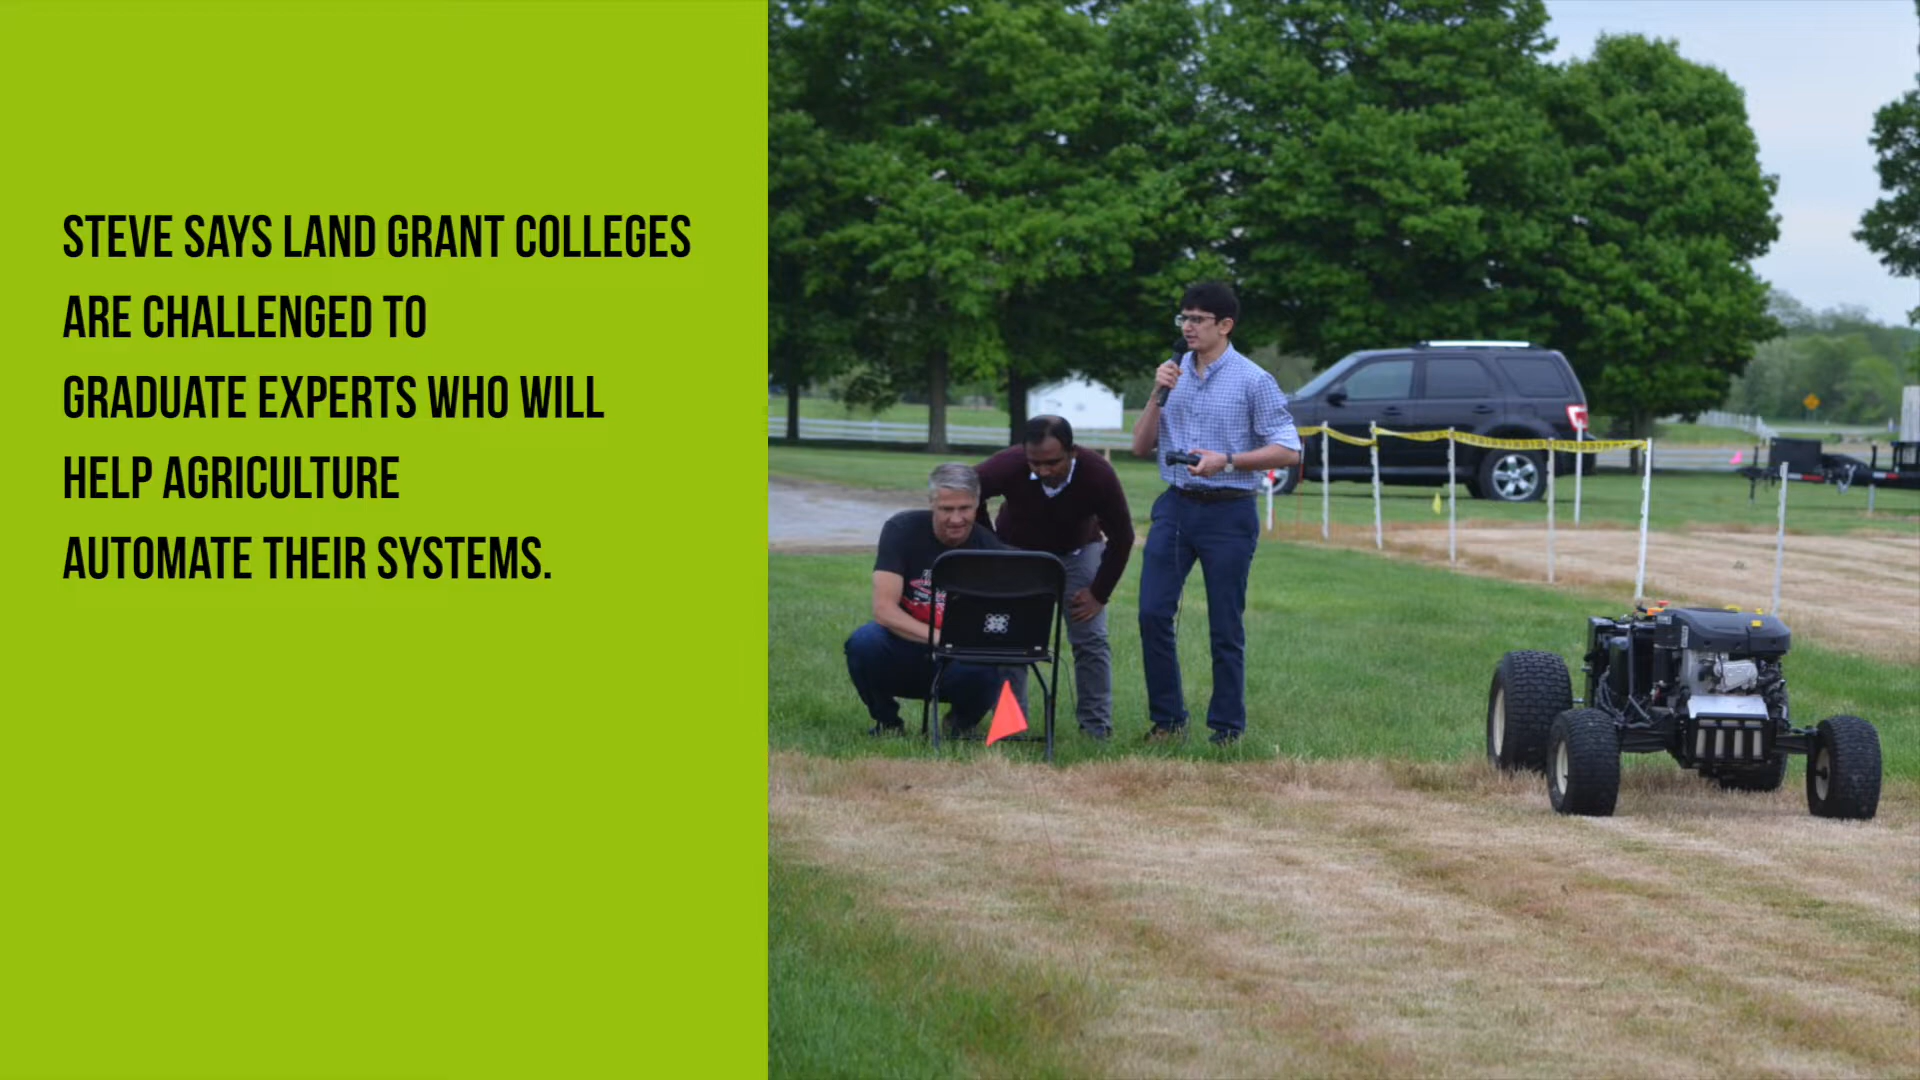 STEVE SAYS LAND GRANT COLLEGES
ARE CHALLENGED TO
GRADUATE EXPERTS WHO WILL
HELP AGRICULTURE
AUTOMATE THEIR SYSTEMS.